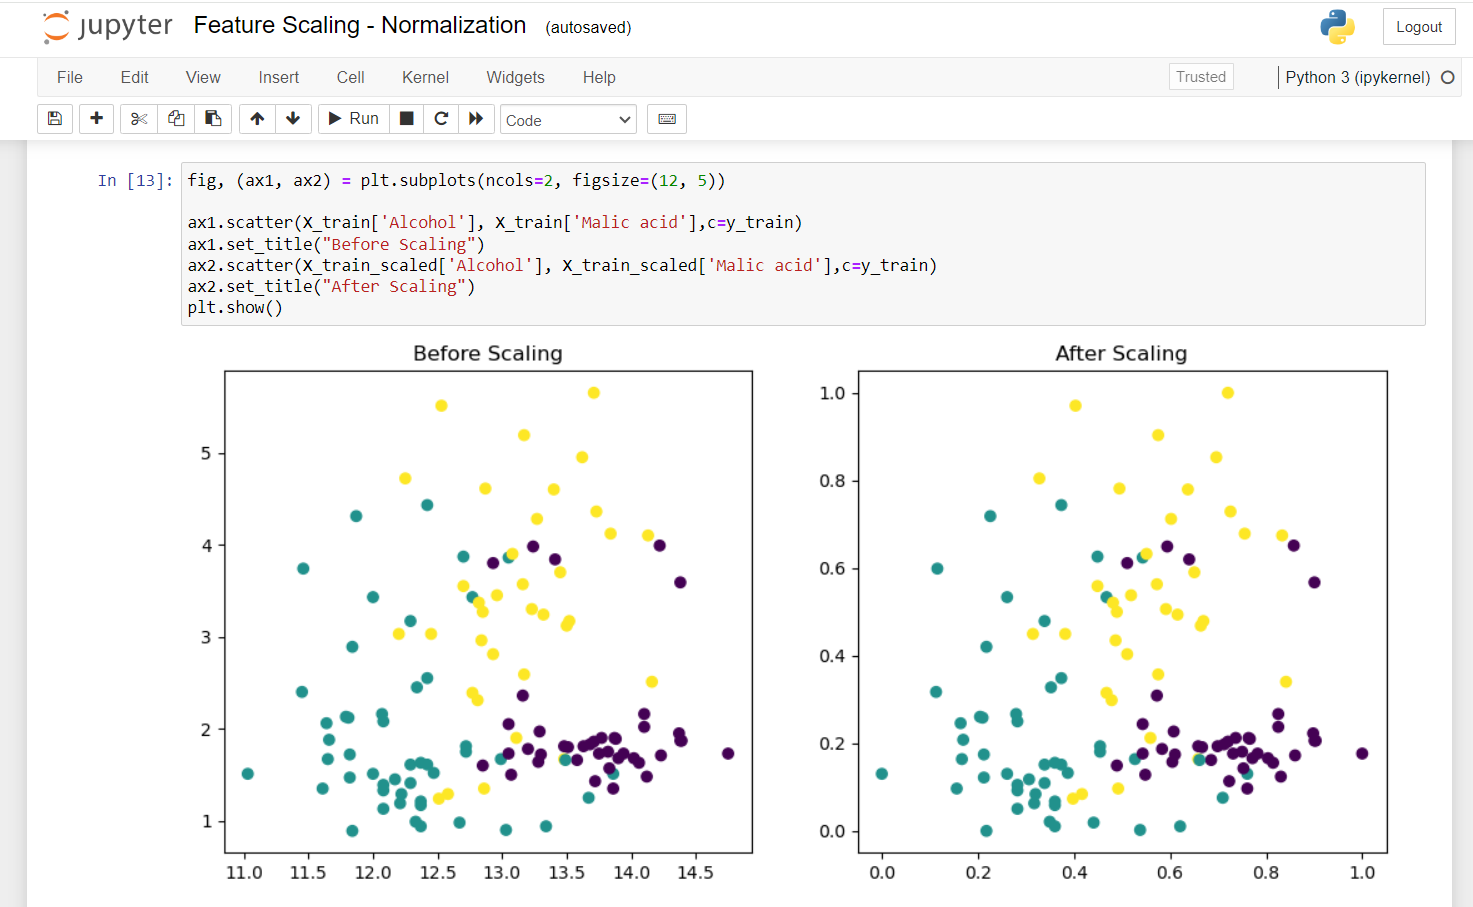 jupyter Feature Scaling - Normalization (autosaved) Logout
File Edit View Insert Cell Kernel Widgets Help Trusted Python 3 (ipykernel)
Run Code
In [13]: fig, (ax1, ax2) = plt.subplots(ncols=2, figsize=(12, 5))
ax1.scatter(X_train['Alcohol'], X_train['Malic acid'],c=y_train)
ax1.set_title("Before Scaling")
ax2.scatter(X_train_scaled['Alcohol'], X_train_scaled['Malic acid'],c=y_train)
ax2.set_title("After Scaling")
plt.show()
Before Scaling
5
4
3
2
1
11.0 11.5 12.0 12.5 13.0 13.5 14.0 14.5
After Scaling
1.0
0.8
0.6
0.4
0.2
0.0
0.0 0.2 0.4 0.6 0.8 1.0